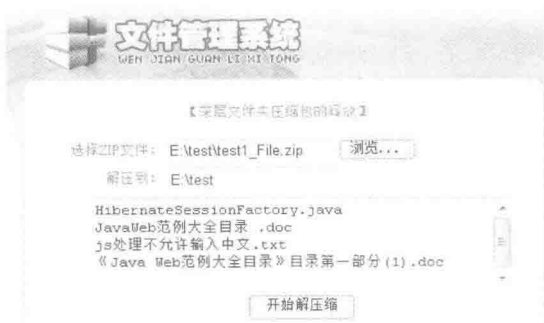 文件管理系统
WEN JIAN GUAN LI XI TONG
【深层文件夹压缩包的释放】
选择ZIP文件： E:\test\test1_File.zip 浏览...
解压到： E:\test
HibernateSessionFactory.java
JavaWeb范例大全目录 .doc
js处理不允许输入中文.txt
《Java Web范例大全目录》目录第一部分(1).doc
开始解压缩